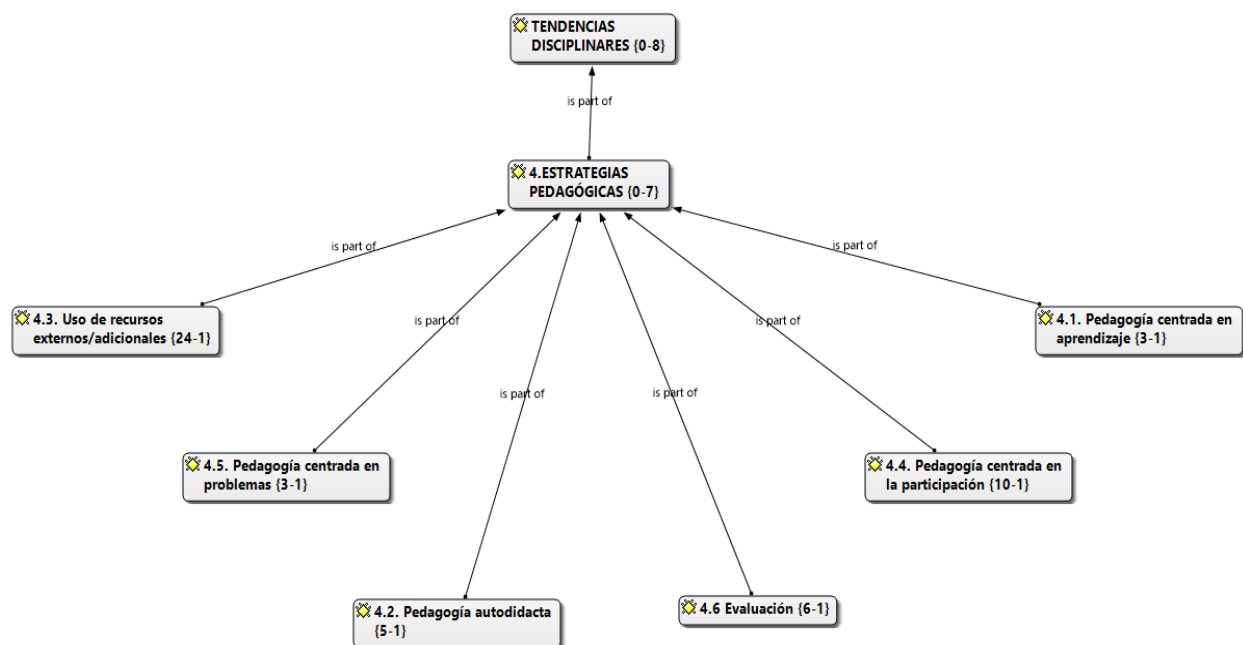 TENDENCIAS
DISCIPLINARES {0-8}
is part of
4.ESTRATEGIAS
PEDAGÓGICAS {0-7}
is part of
is part of
is part of
is part of
is part of
is part of
4.3. Uso de recursos
externos/adicionales {24-1}
4.1. Pedagogía centrada en
aprendizaje {3-1}
4.5. Pedagogía centrada en
problemas {3-1}
4.4. Pedagogía centrada en
la participación {10-1}
4.2. Pedagogía autodidacta
{5-1}
4.6 Evaluación {6-1}